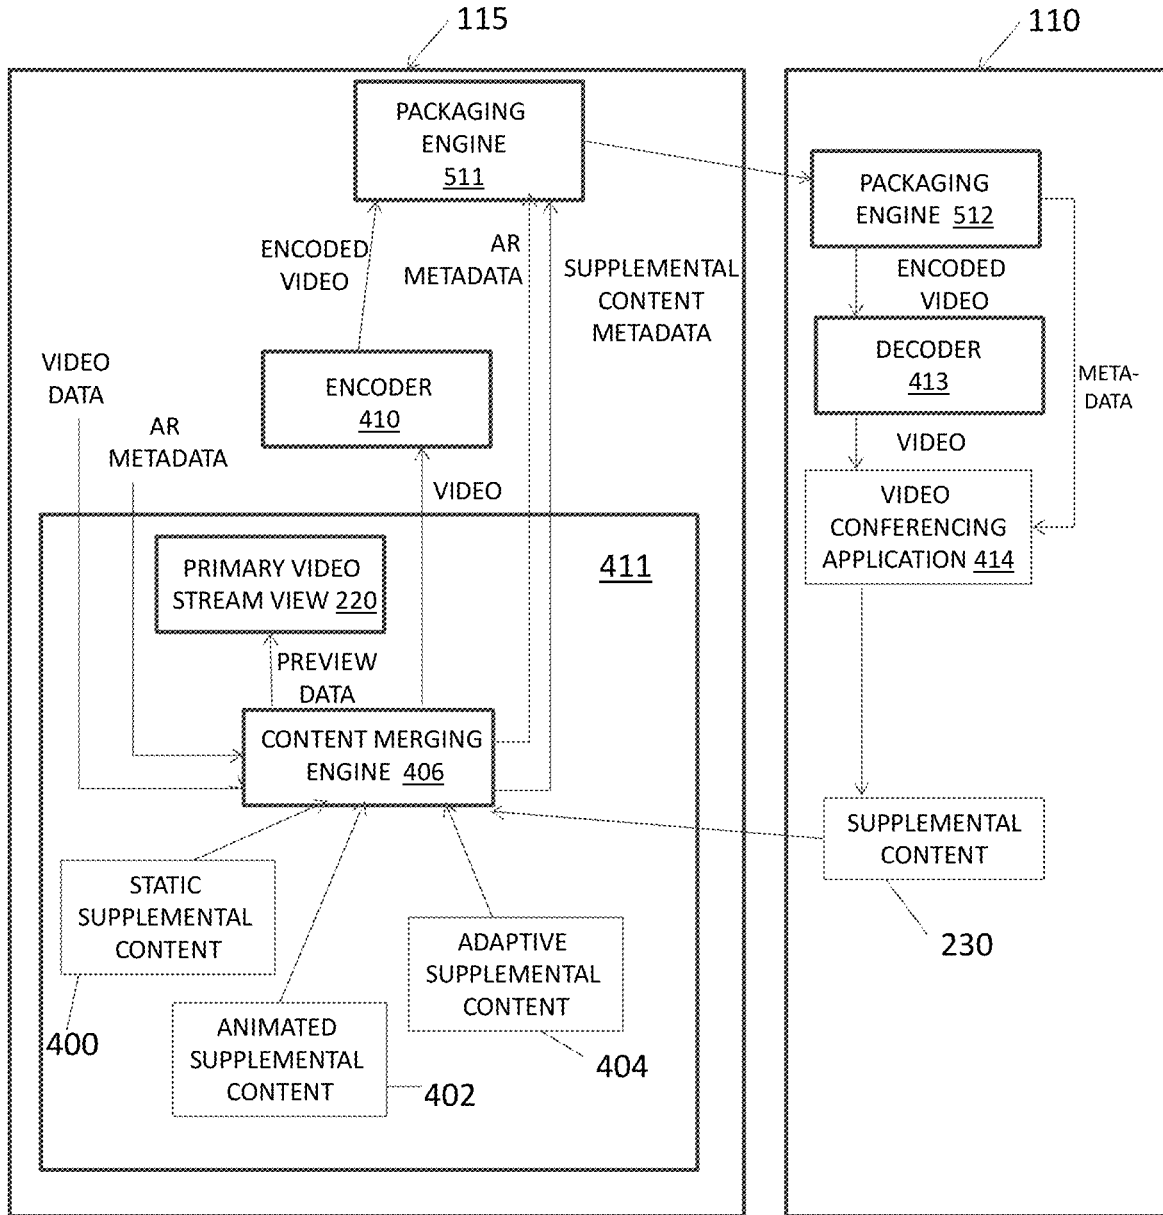 115
110
PACKAGING
ENGINE
511
PACKAGING
ENGINE 512
ENCODED
VIDEO
AR
METADATA
SUPPLEMENTAL
CONTENT
METADATA
ENCODED
VIDEO
DECODER
413
META-
DATA
VIDEO
VIDEO
CONFERENCING
APPLICATION 414
VIDEO
DATA
AR
METADATA
ENCODER
410
VIDEO
411
PRIMARY VIDEO
STREAM VIEW 220
PREVIEW
DATA
CONTENT MERGING
ENGINE 406
SUPPLEMENTAL
CONTENT
230
STATIC
SUPPLEMENTAL
CONTENT
400
ANIMATED
SUPPLEMENTAL
CONTENT
402
ADAPTIVE
SUPPLEMENTAL
CONTENT
404